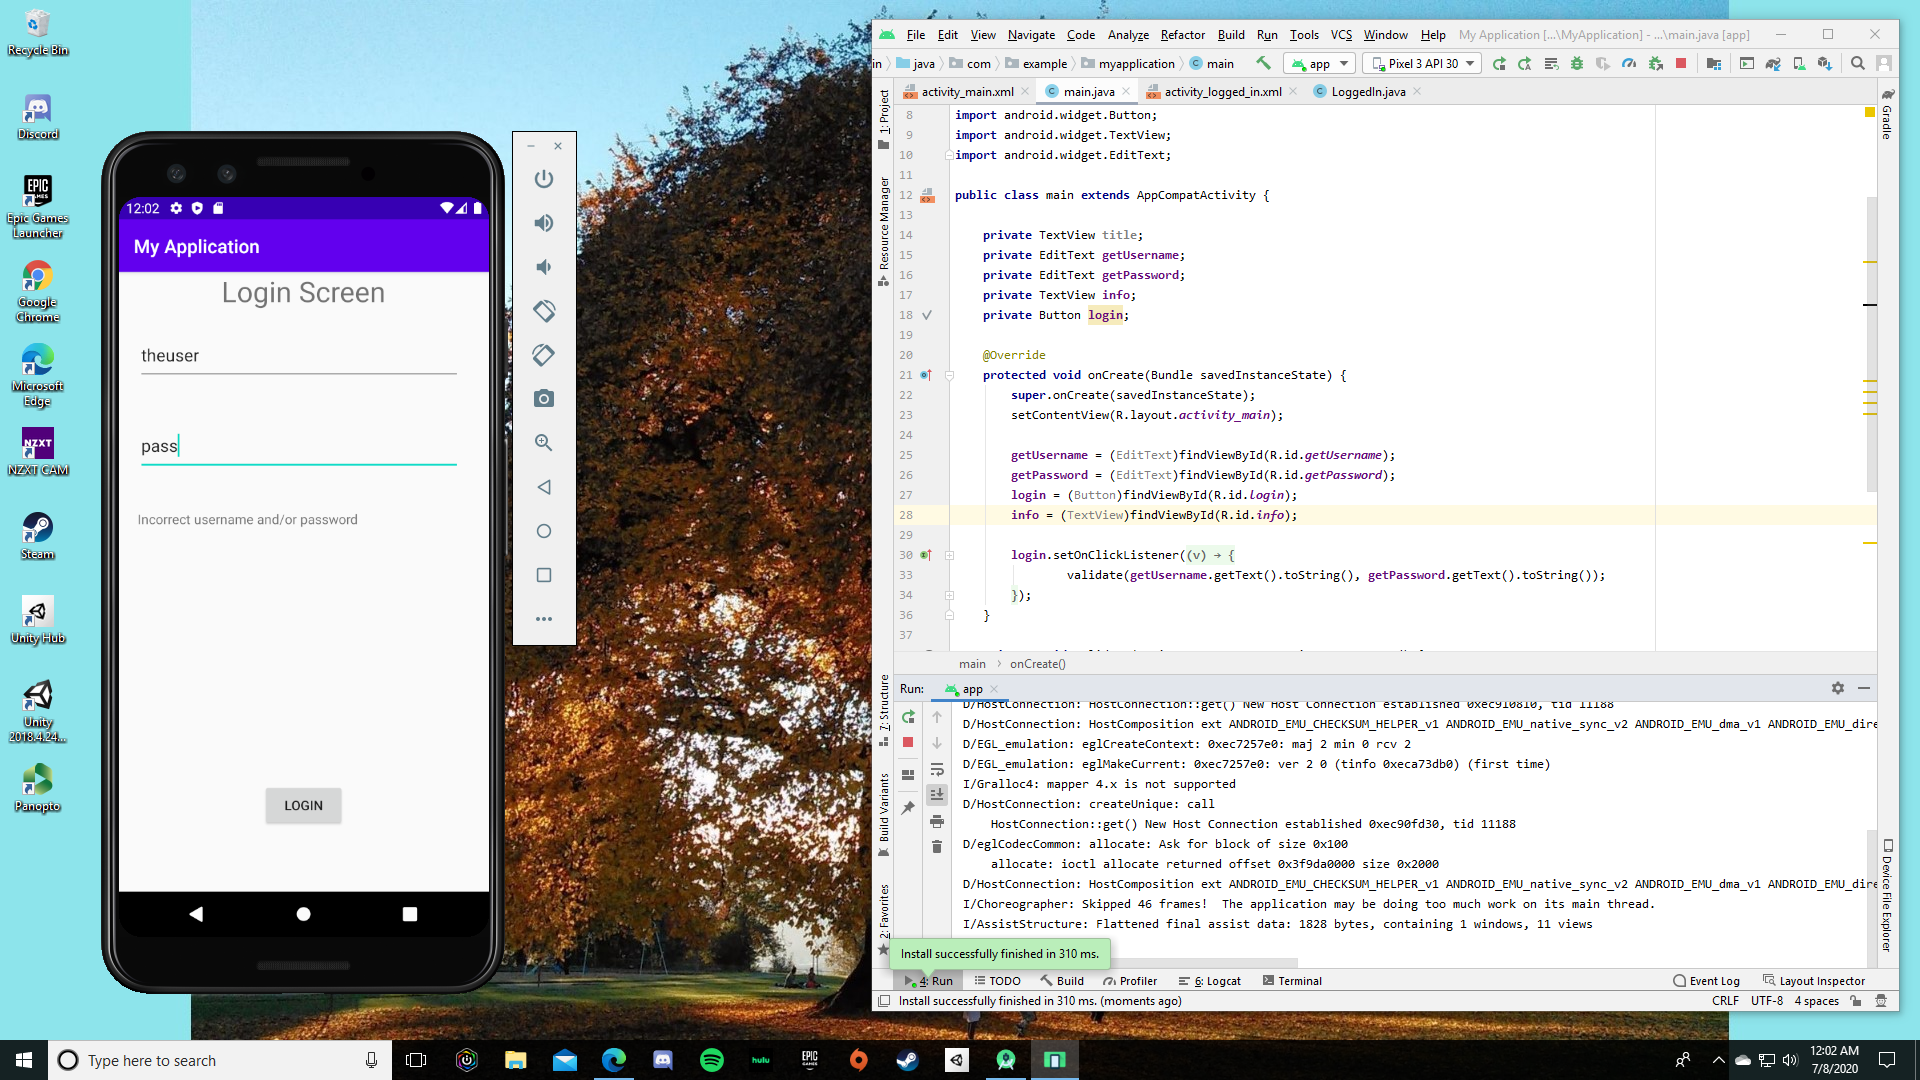 Recycle Bin
Discord
Epic Games
Launcher
Google
Chrome
Microsoft
Edge
NZXT CAM
Steam
Unity Hub
Unity
2018.4.24...
Panopto
12:02
My Application
Login Screen
theuser
pass
Incorrect username and/or password
LOGIN
File Edit View Navigate Code Analyze Refactor Build Run Tools VCS Window Help My Application [...\MyApplication] - ...\main.java [app]
in java com example myapplication main app Pixel 3 API 30
activity_main.xml main.java activity_logged_in.xml LoggedIn.java
1: Project
Resource Manager
7: Structure
Build Variants
2: Favorites
Gradle
Device File Explorer
8 import android.widget.Button;
9 import android.widget.TextView;
10 import android.widget.EditText;
11
12 public class main extends AppCompatActivity {
13
14 private TextView title;
15 private EditText getUsername;
16 private EditText getPassword;
17 private TextView info;
18 private Button login;
19
20 @Override
21 protected void onCreate(Bundle savedInstanceState) {
22 super.onCreate(savedInstanceState);
23 setContentView(R.layout.activity_main);
24
25 getUsername = (EditText)findViewById(R.id.getUsername);
26 getPassword = (EditText)findViewById(R.id.getPassword);
27 login = (Button)findViewById(R.id.login);
28 info = (TextView)findViewById(R.id.info);
29
30 login.setOnClickListener((v) → {
33 validate(getUsername.getText().toString(), getPassword.getText().toString());
34 });
36 }
37
main onCreate()
Run: app
D/HostConnection: HostConnection::get() New Host Connection established 0xec910810, tid 11188
D/HostConnection: HostComposition ext ANDROID_EMU_CHECKSUM_HELPER_v1 ANDROID_EMU_native_sync_v2 ANDROID_EMU_dma_v1 ANDROID_EMU_dire
D/EGL_emulation: eglCreateContext: 0xec7257e0: maj 2 min 0 rcv 2
D/EGL_emulation: eglMakeCurrent: 0xec7257e0: ver 2 0 (tinfo 0xeca73db0) (first time)
I/Gralloc4: mapper 4.x is not supported
D/HostConnection: createUnique: call
HostConnection::get() New Host Connection established 0xec90fd30, tid 11188
D/eglCodecCommon: allocate: Ask for block of size 0x100
allocate: ioctl allocate returned offset 0x3f9da0000 size 0x2000
D/HostConnection: HostComposition ext ANDROID_EMU_CHECKSUM_HELPER_v1 ANDROID_EMU_native_sync_v2 ANDROID_EMU_dma_v1 ANDROID_EMU_dire
I/Choreographer: Skipped 46 frames!  The application may be doing too much work on its main thread.
I/AssistStructure: Flattened final assist data: 1828 bytes, containing 1 windows, 11 views
Install successfully finished in 310 ms.
4: Run TODO Build Profiler 6: Logcat Terminal Event Log Layout Inspector
Install successfully finished in 310 ms. (moments ago) CRLF UTF-8 4 spaces
Type here to search
hulu
EPIC GAMES
12:02 AM
7/8/2020